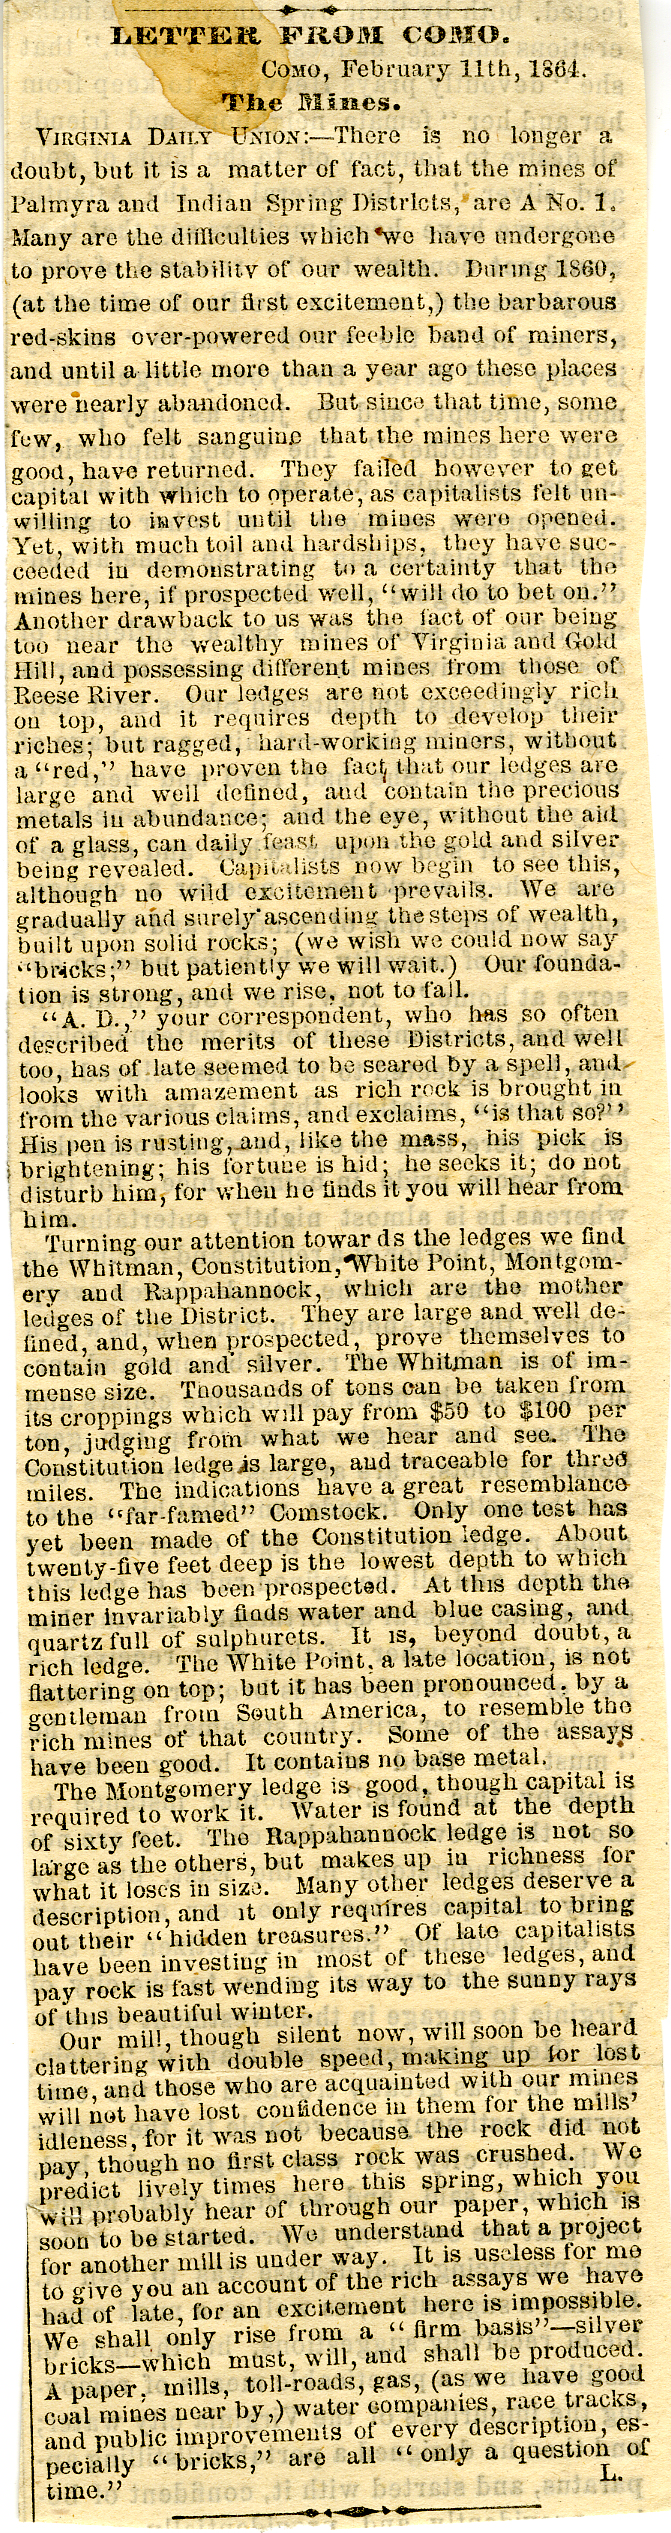 LETTER FROM COMO.
COMO, February 11th, 1864.
The Mines.
VIRGINIA DAILY UNION:—There is no longer a
doubt, but it is a matter of fact, that the mines of
Palmyra and Indian Spring Districts, are A No. 1.
Many are the difficulties which we have undergone
to prove the stability of our wealth. During 1860,
(at the time of our first excitement,) the barbarous
red-skins over-powered our feeble band of miners,
and until a little more than a year ago these places
were nearly abandoned. But since that time, some
few, who felt sanguine that the mines here were
good, have returned. They failed however to get
capital with which to operate, as capitalists felt un-
willing to invest until the mines were opened.
Yet, with much toil and hardships, they have suc-
ceeded in demonstrating to a certainty that the
mines here, if prospected well, "will do to bet on."
Another drawback to us was the fact of our being
too near the wealthy mines of Virginia and Gold
Hill, and possessing different mines from those of
Reese River. Our ledges are not exceedingly rich
on top, and it requires depth to develop their
riches; but ragged, hard-working miners, without
a "red," have proven the fact, that our ledges are
large and well defined, and contain the precious
metals in abundance; and the eye, without the aid
of a glass, can daily feast upon the gold and silver
being revealed. Capitalists now begin to see this,
although no wild excitement prevails. We are
gradually and surely ascending the steps of wealth,
built upon solid rocks; (we wish we could now say
"bricks;" but patiently we will wait.) Our founda-
tion is strong, and we rise, not to fall.
"A. D.," your correspondent, who has so often
described the merits of these Districts, and well
too, has of late seemed to be seared by a spell, and
looks with amazement as rich rock is brought in
from the various claims, and exclaims, "is that so?"
His pen is rusting, and, like the mass, his pick is
brightening; his fortune is hid; he seeks it; do not
disturb him, for when he finds it you will hear from
him.
Turning our attention towar ds the ledges we find
the Whitman, Constitution, White Point, Montgom-
ery and Rappahannock, which are the mother
ledges of the District. They are large and well de-
fined, and, when prospected, prove themselves to
contain gold and silver. The Whitman is of im-
mense size. Thousands of tons can be taken from
its croppings which will pay from $50 to $100 per
ton, judging from what we hear and see. The
Constitution ledge is large, and traceable for three
miles. The indications have a great resemblance
to the "far-famed" Comstock. Only one test has
yet been made of the Constitution ledge. About
twenty-five feet deep is the lowest depth to which
this ledge has been prospected. At this depth the
miner invariably finds water and blue casing, and
quartz full of sulphurets. It is, beyond doubt, a
rich ledge. The White Point, a late location, is not
flattering on top; but it has been pronounced, by a
gentleman from South America, to resemble the
rich mines of that country. Some of the assays
have been good. It contains no base metal.
The Montgomery ledge is good, though capital is
required to work it. Water is found at the depth
of sixty feet. The Rappahannock ledge is not so
large as the others, but makes up in richness for
what it loses in size. Many other ledges deserve a
description, and it only requires capital to bring
out their "hidden treasures." Of late capitalists
have been investing in most of these ledges, and
pay rock is fast wending its way to the sunny rays
of this beautiful winter.
Our mill, though silent now, will soon be heard
clattering with double speed, making up for lost
time, and those who are acquainted with our mines
will not have lost confidence in them for the mills'
idleness, for it was not because the rock did not
pay, though no first class rock was crushed. We
predict lively times here this spring, which you
will probably hear of through our paper, which is
soon to be started. We understand that a project
for another mill is under way. It is useless for me
to give you an account of the rich assays we have
had of late, for an excitement here is impossible.
We shall only rise from a "firm basis"—silver
bricks—which must, will, and shall be produced.
A paper, mills, toll-roads, gas, (as we have good
coal mines near by,) water companies, race tracks,
and public improvements of every description, es-
pecially "bricks," are all "only a question of
time."
L.